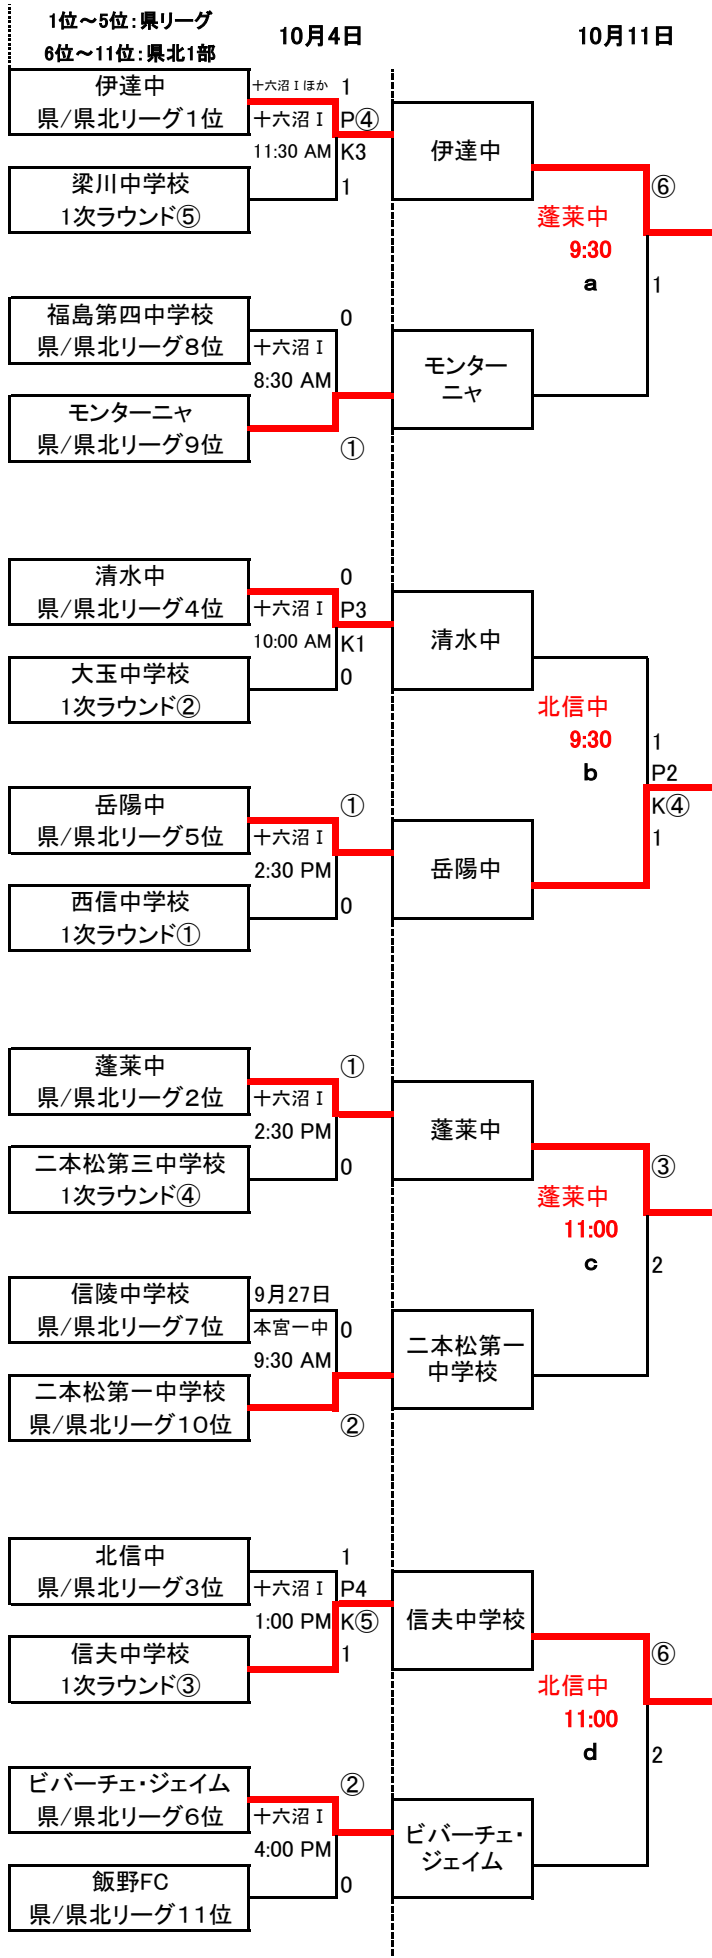 1位～5位：県リーグ
6位～11位：県北1部
10月4日
10月11日
伊達中
県/県北リーグ1位
十六沼Ⅰほか
1
十六沼Ⅰ
P④
11:30 AM
K3
1
梁川中学校
1次ラウンド⑤
伊達中
⑥
蓬莱中
9:30
a
1
福島第四中学校
県/県北リーグ8位
0
十六沼Ⅰ
8:30 AM
モンターニャ
県/県北リーグ9位
①
モンター
ニャ
清水中
県/県北リーグ4位
0
十六沼Ⅰ
P3
10:00 AM
K1
0
大玉中学校
1次ラウンド②
清水中
北信中
9:30
b
1
P2
K④
1
岳陽中
県/県北リーグ5位
①
十六沼Ⅰ
2:30 PM
0
西信中学校
1次ラウンド①
岳陽中
蓬莱中
県/県北リーグ2位
①
十六沼Ⅰ
2:30 PM
0
二本松第三中学校
1次ラウンド④
蓬莱中
③
蓬莱中
11:00
c
2
信陵中学校
県/県北リーグ7位
9月27日
本宮一中
0
9:30 AM
二本松第一中学校
県/県北リーグ10位
②
二本松第一
中学校
北信中
県/県北リーグ3位
1
十六沼Ⅰ
P4
1:00 PM
K⑤
1
信夫中学校
1次ラウンド③
信夫中学校
⑥
北信中
11:00
d
2
ビバーチェ・ジェイム
県/県北リーグ6位
②
十六沼Ⅰ
4:00 PM
0
飯野FC
県/県北リーグ11位
ビバーチェ・
ジェイム